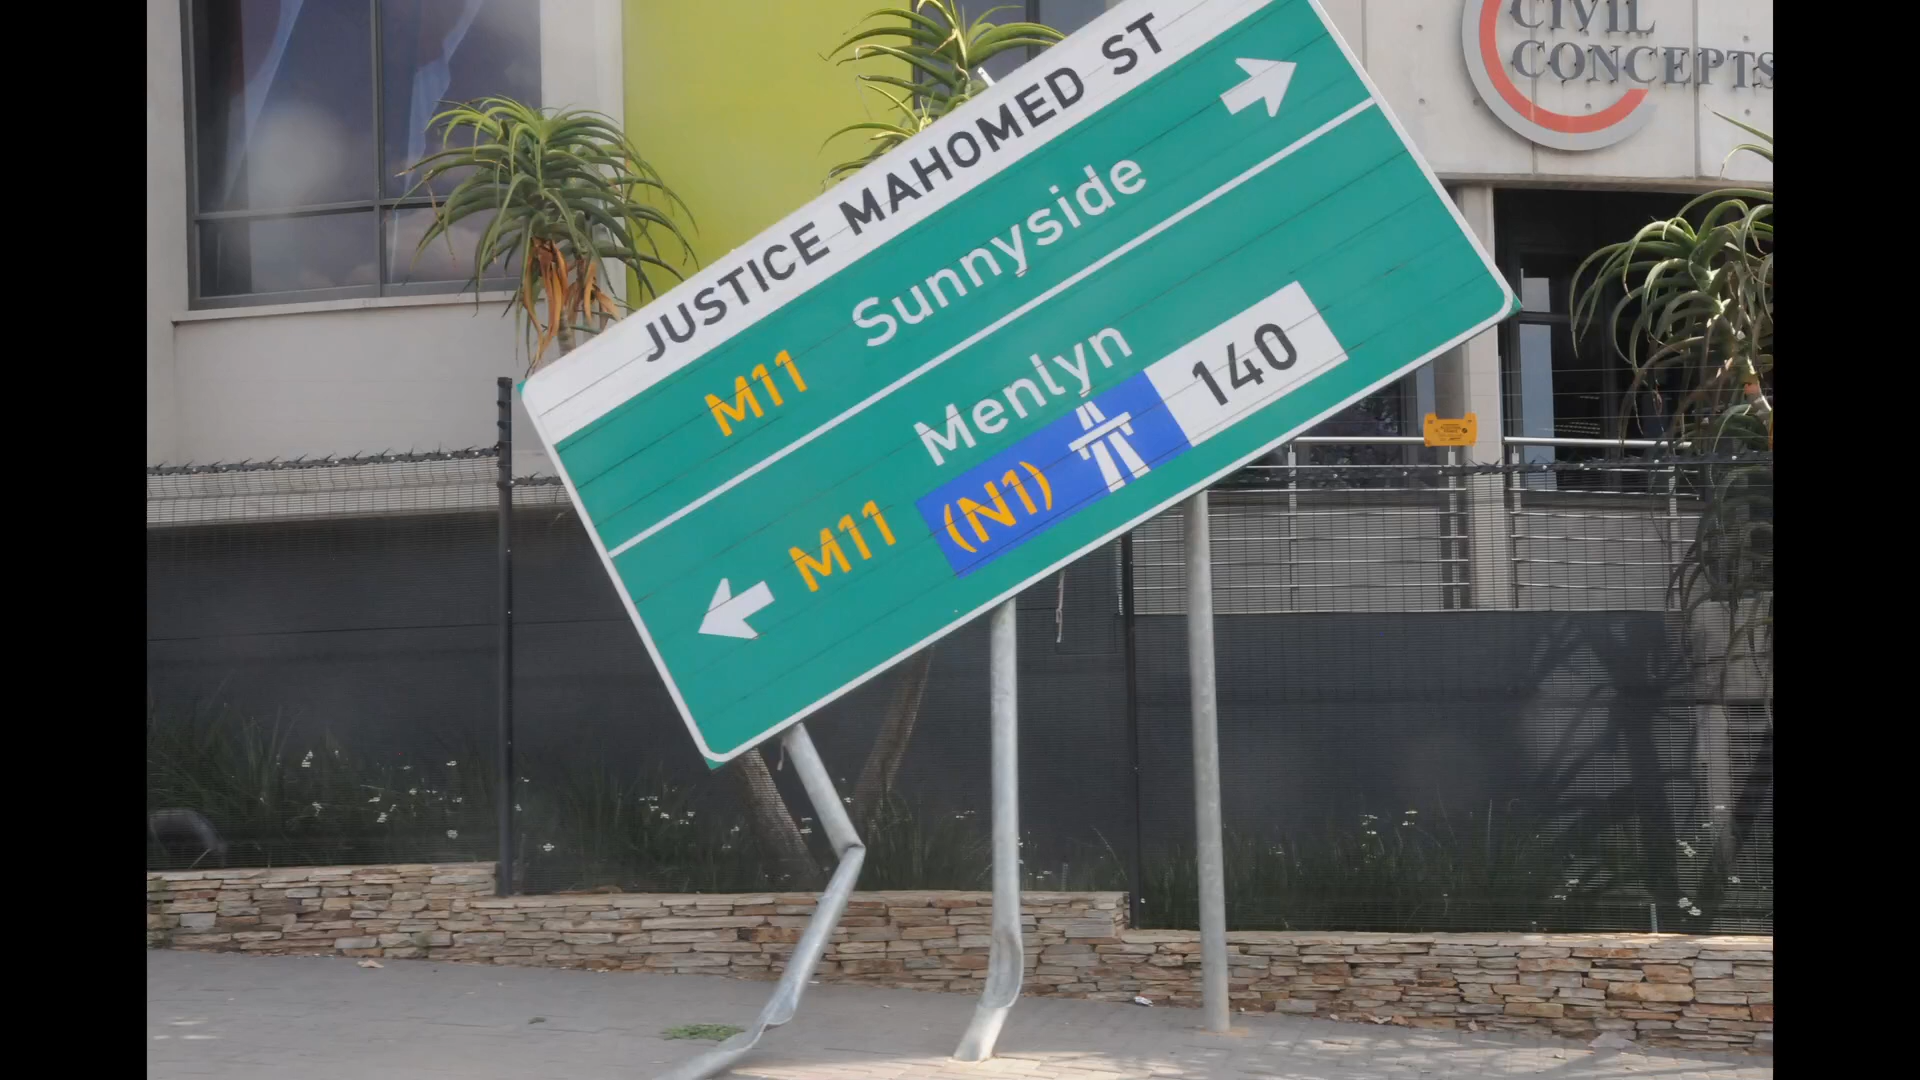 CIVIL
CONCEPTS
JUSTICE MAHOMED ST
M11 Sunnyside
Menlyn
M11 (N1) 140